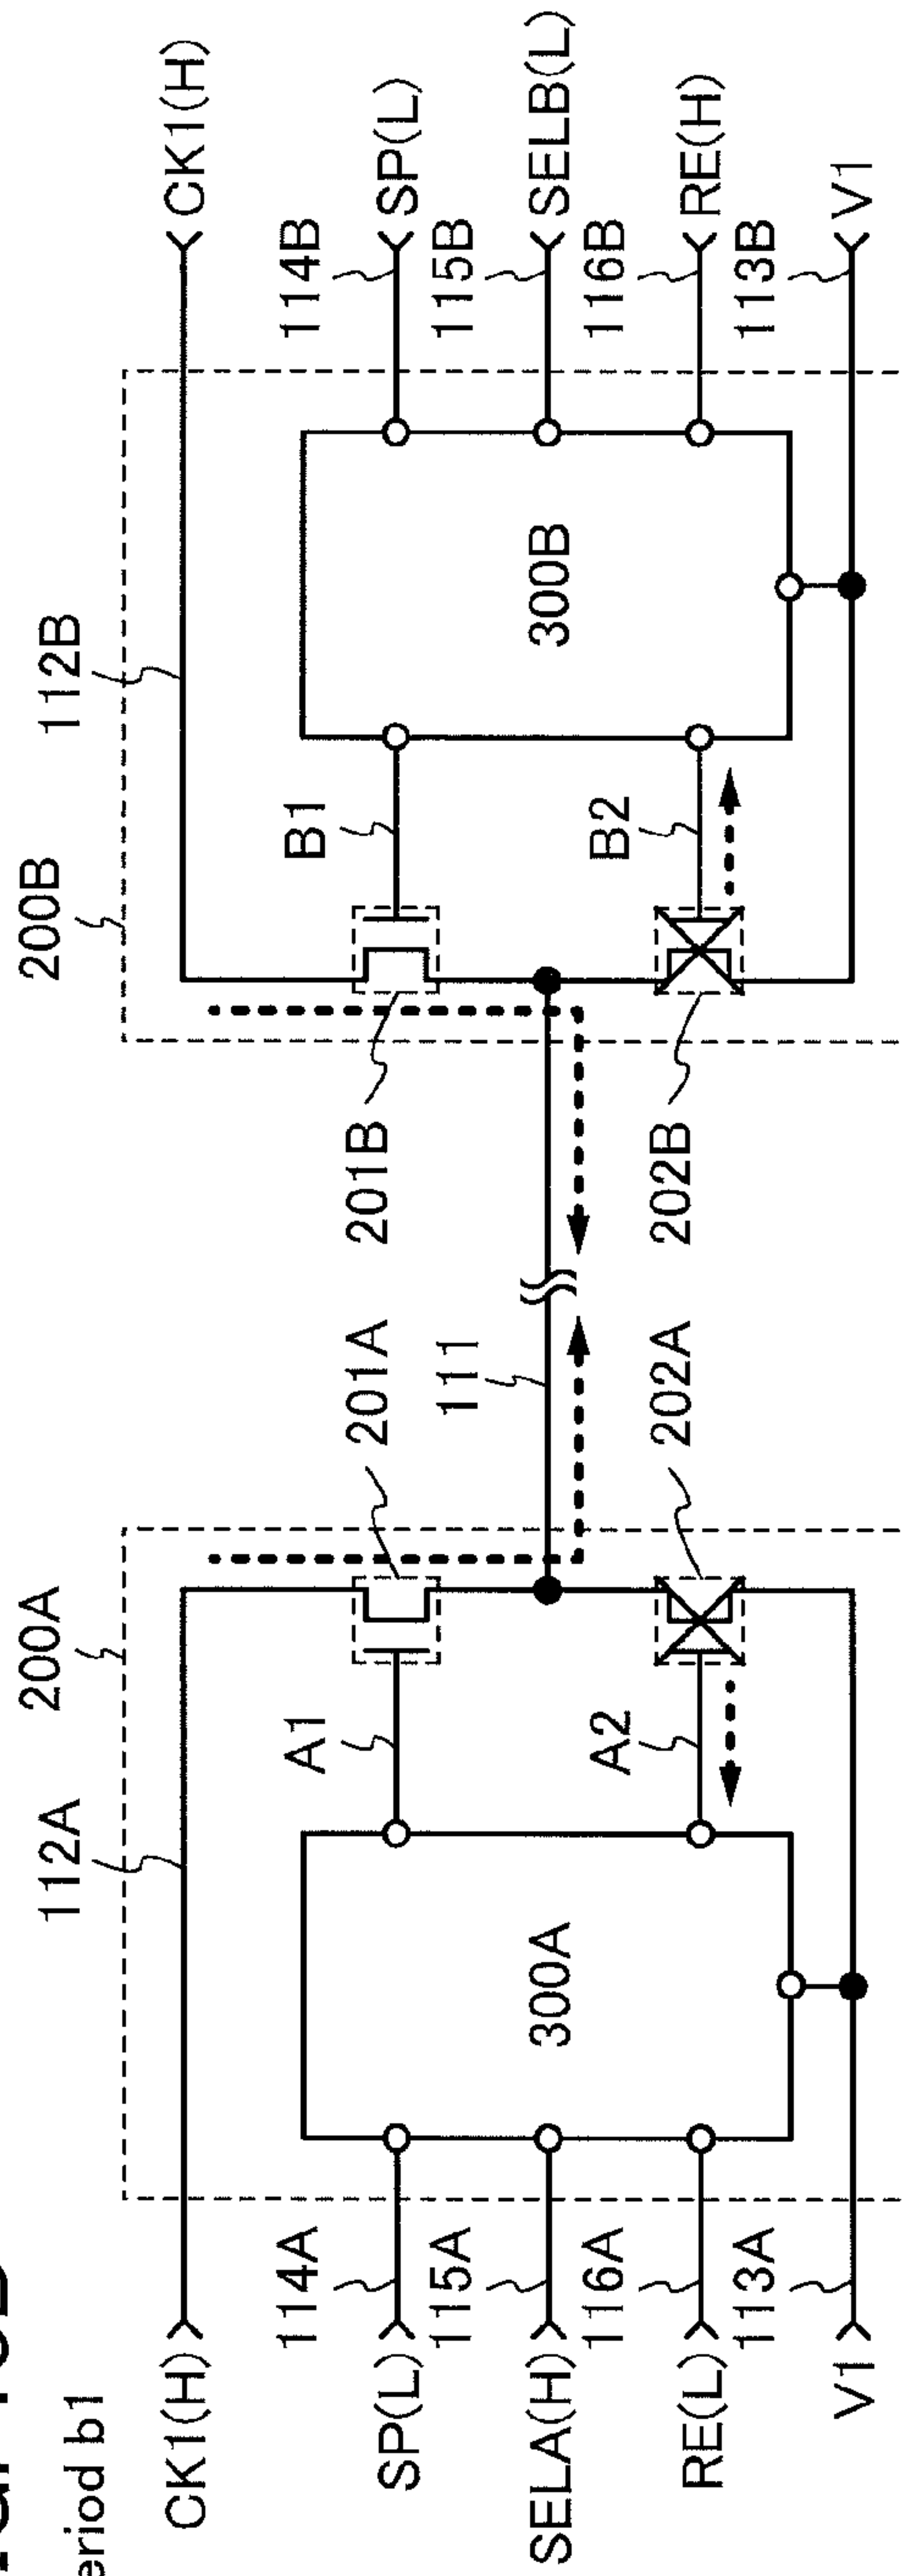 eriod b1
200A
200B
112A
112B
CK1(H)
CK1(H)
114A
A1
201A
201B
B1
114B
SP(L)
SP(L)
115A
111
115B
SELA(H)
300A
300B
SELB(L)
116A
A2
202A
202B
B2
116B
RE(L)
RE(H)
113A
113B
V1
V1